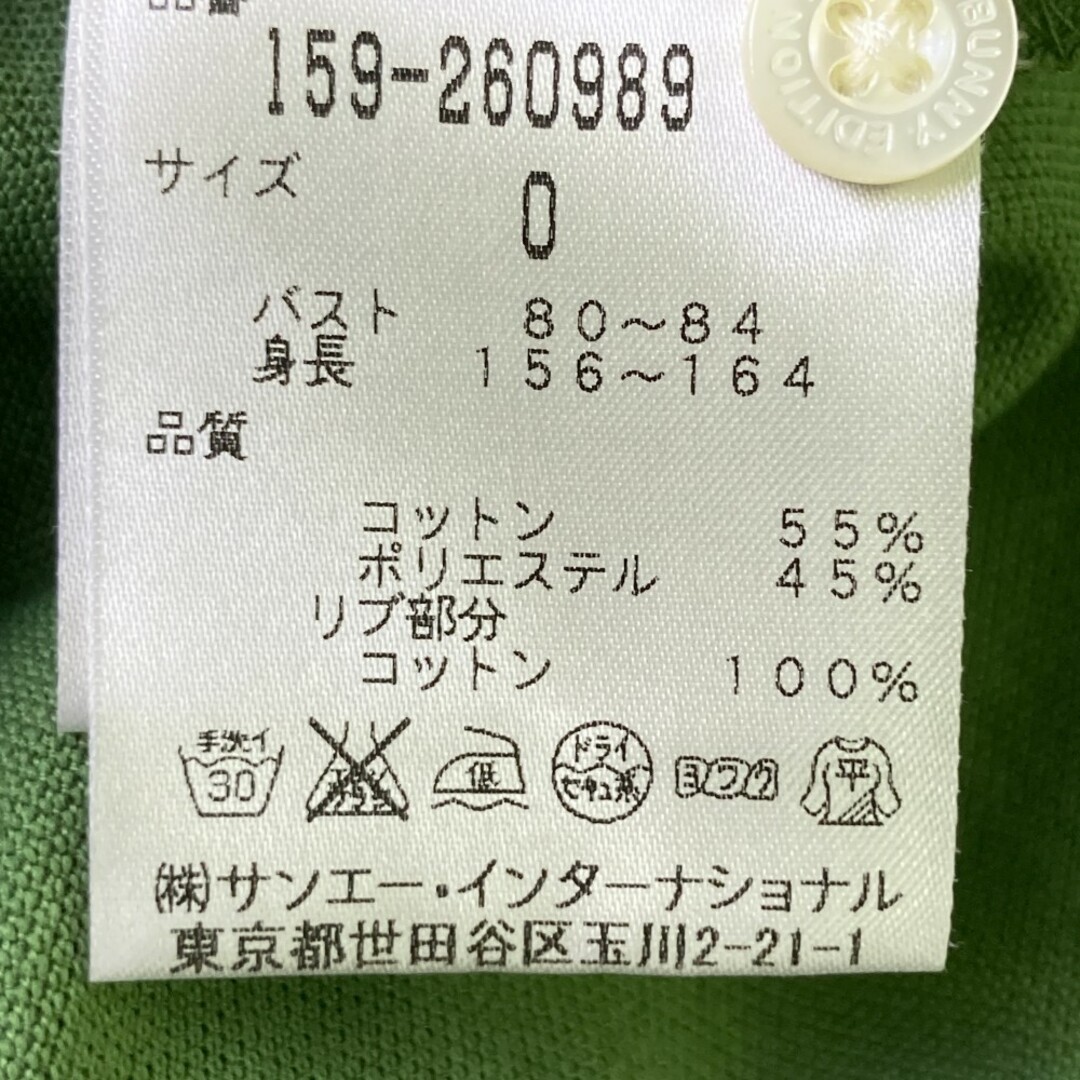 品番
159-260989
サイズ
0
バスト 80~84
身長 156~164
品質
コットン 55%
ポリエステル 45%
リブ部分
コットン 100%
手洗イ
30
低
ドライ
セキユ系
ヨワク
平
㈱サンエー・インターナショナル
東京都世田谷区玉川2-21-1
BUNNY EDITION